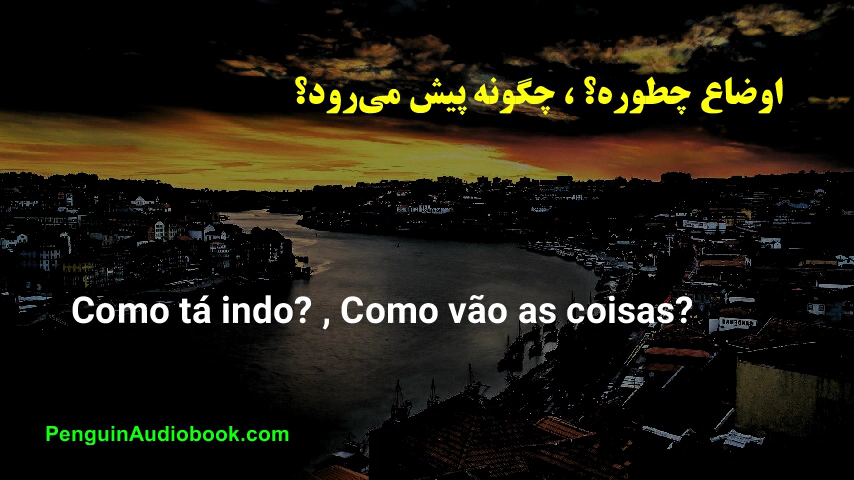 اوضاع چطوره؟ ، چگونه پیش می‌رود؟
Como tá indo? , Como vão as coisas?
PenguinAudiobook.com